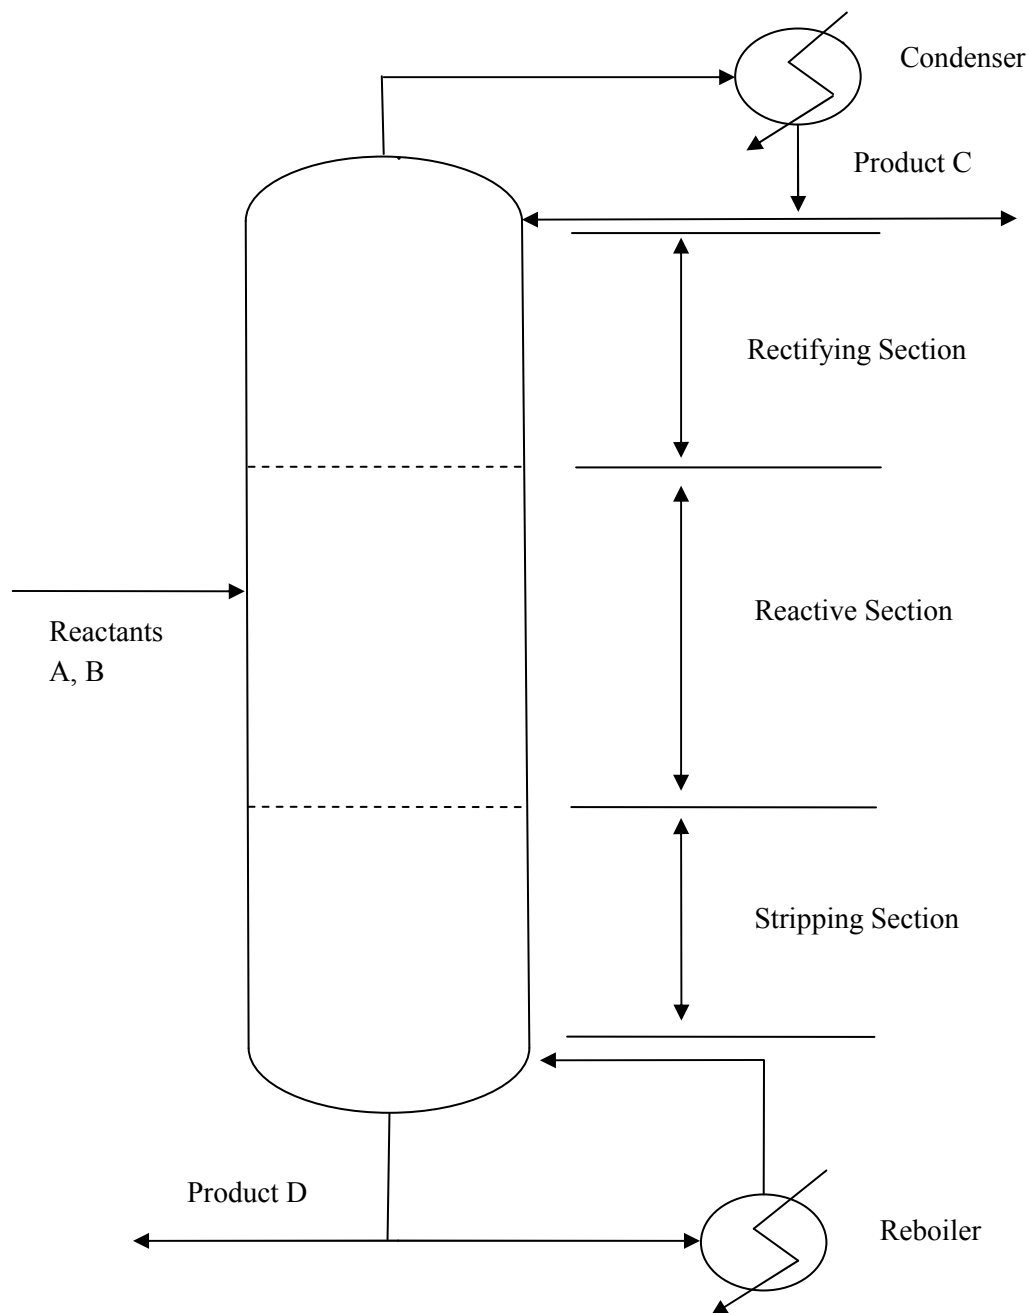 Condenser
Product C
Rectifying Section
Reactive Section
Reactants
A, B
Stripping Section
Product D
Reboiler